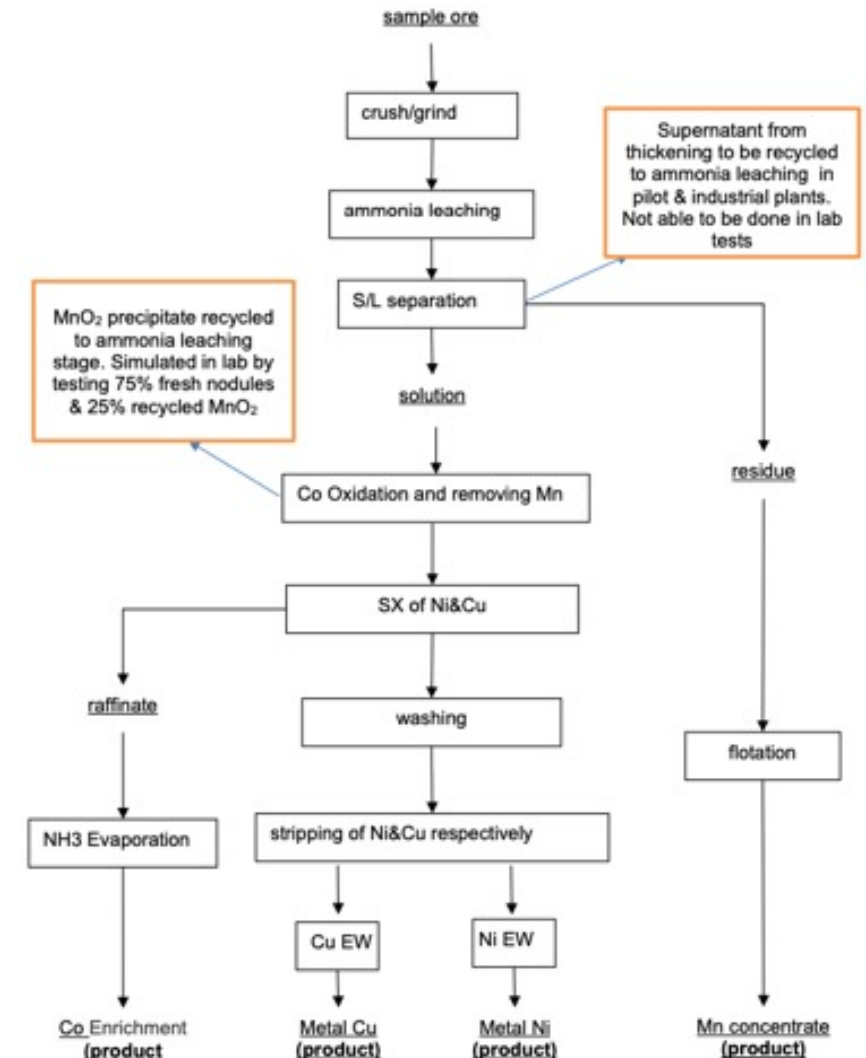 sample ore
crush/grind
Supernatant from
thickening to be recycled
to ammonia leaching in
pilot & industrial plants.
Not able to be done in lab
tests
ammonia leaching
S/L separation
MnO₂ precipitate recycled
to ammonia leaching
stage. Simulated in lab by
testing 75% fresh nodules
& 25% recycled MnO₂
solution
residue
Co Oxidation and removing Mn
SX of Ni&Cu
raffinate
washing
flotation
NH3 Evaporation
stripping of Ni&Cu respectively
Cu EW
Ni EW
Co Enrichment
(product
Metal Cu
(product)
Metal Ni
(product)
Mn concentrate
(product)